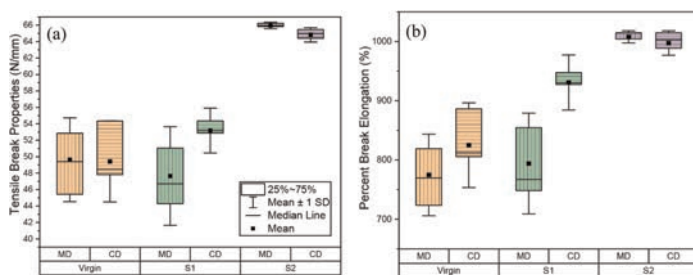 (a)
Tensile Break Properties (N/mm)
66
64
62
60
58
56
54
52
50
48
46
44
42
40
25%~75%
Mean ± 1 SD
Median Line
Mean
MD CD MD CD MD CD
Virgin S1 S2
(b)
Percent Break Elongation (%)
1000
900
800
700
MD CD MD CD MD CD
Virgin S1 S2